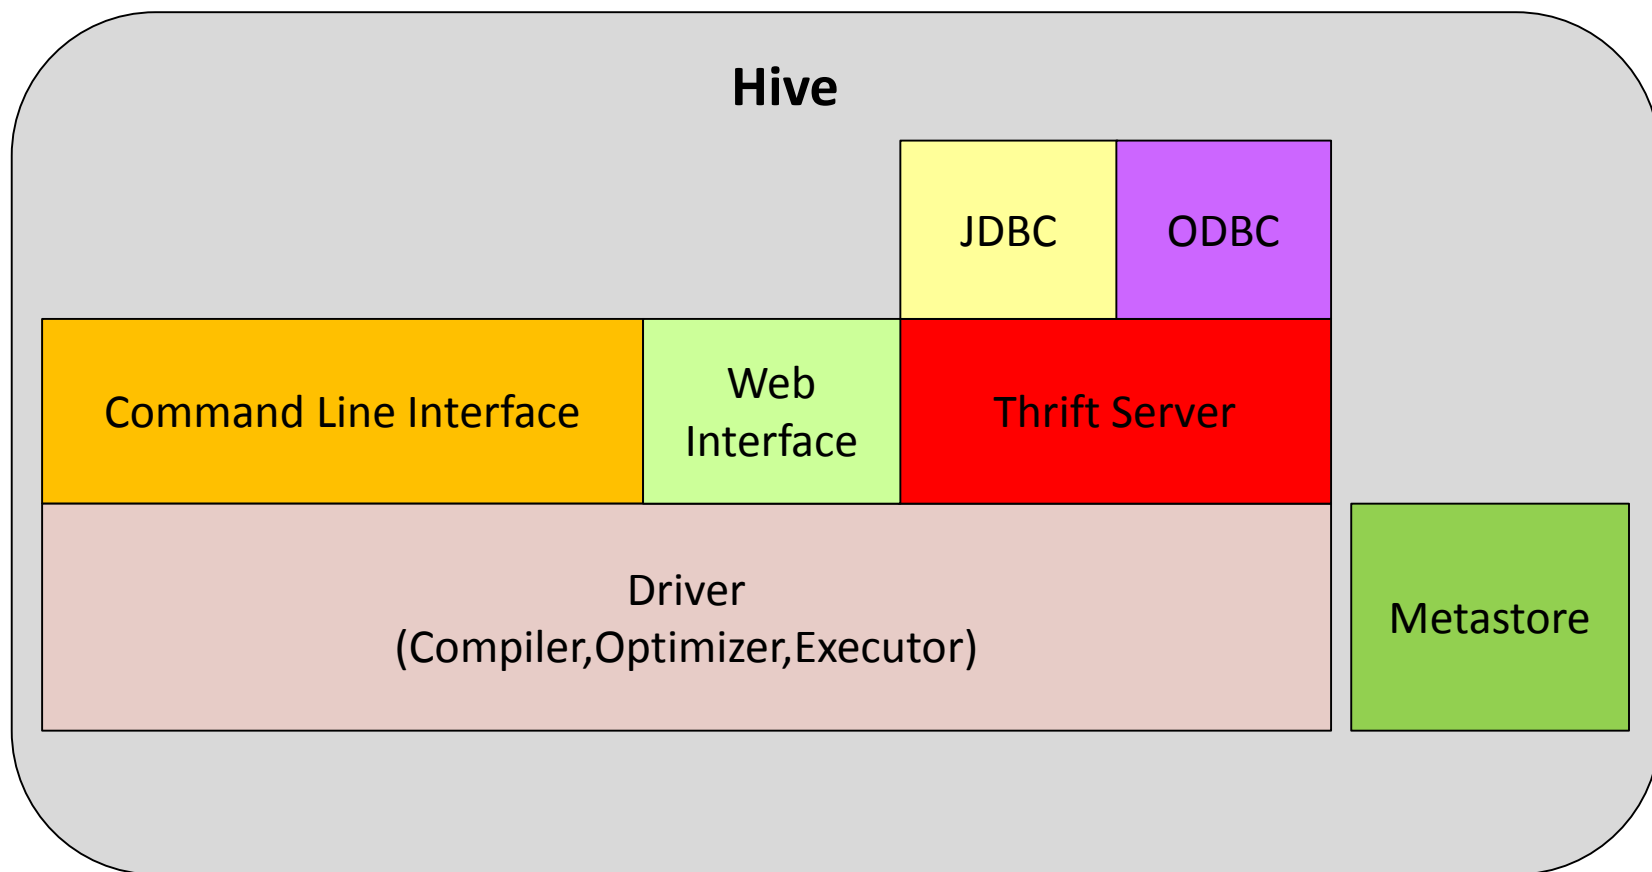 Hive
JDBC
ODBC
Command Line Interface
Web
Interface
Thrift Server
Driver
(Compiler,Optimizer,Executor)
Metastore